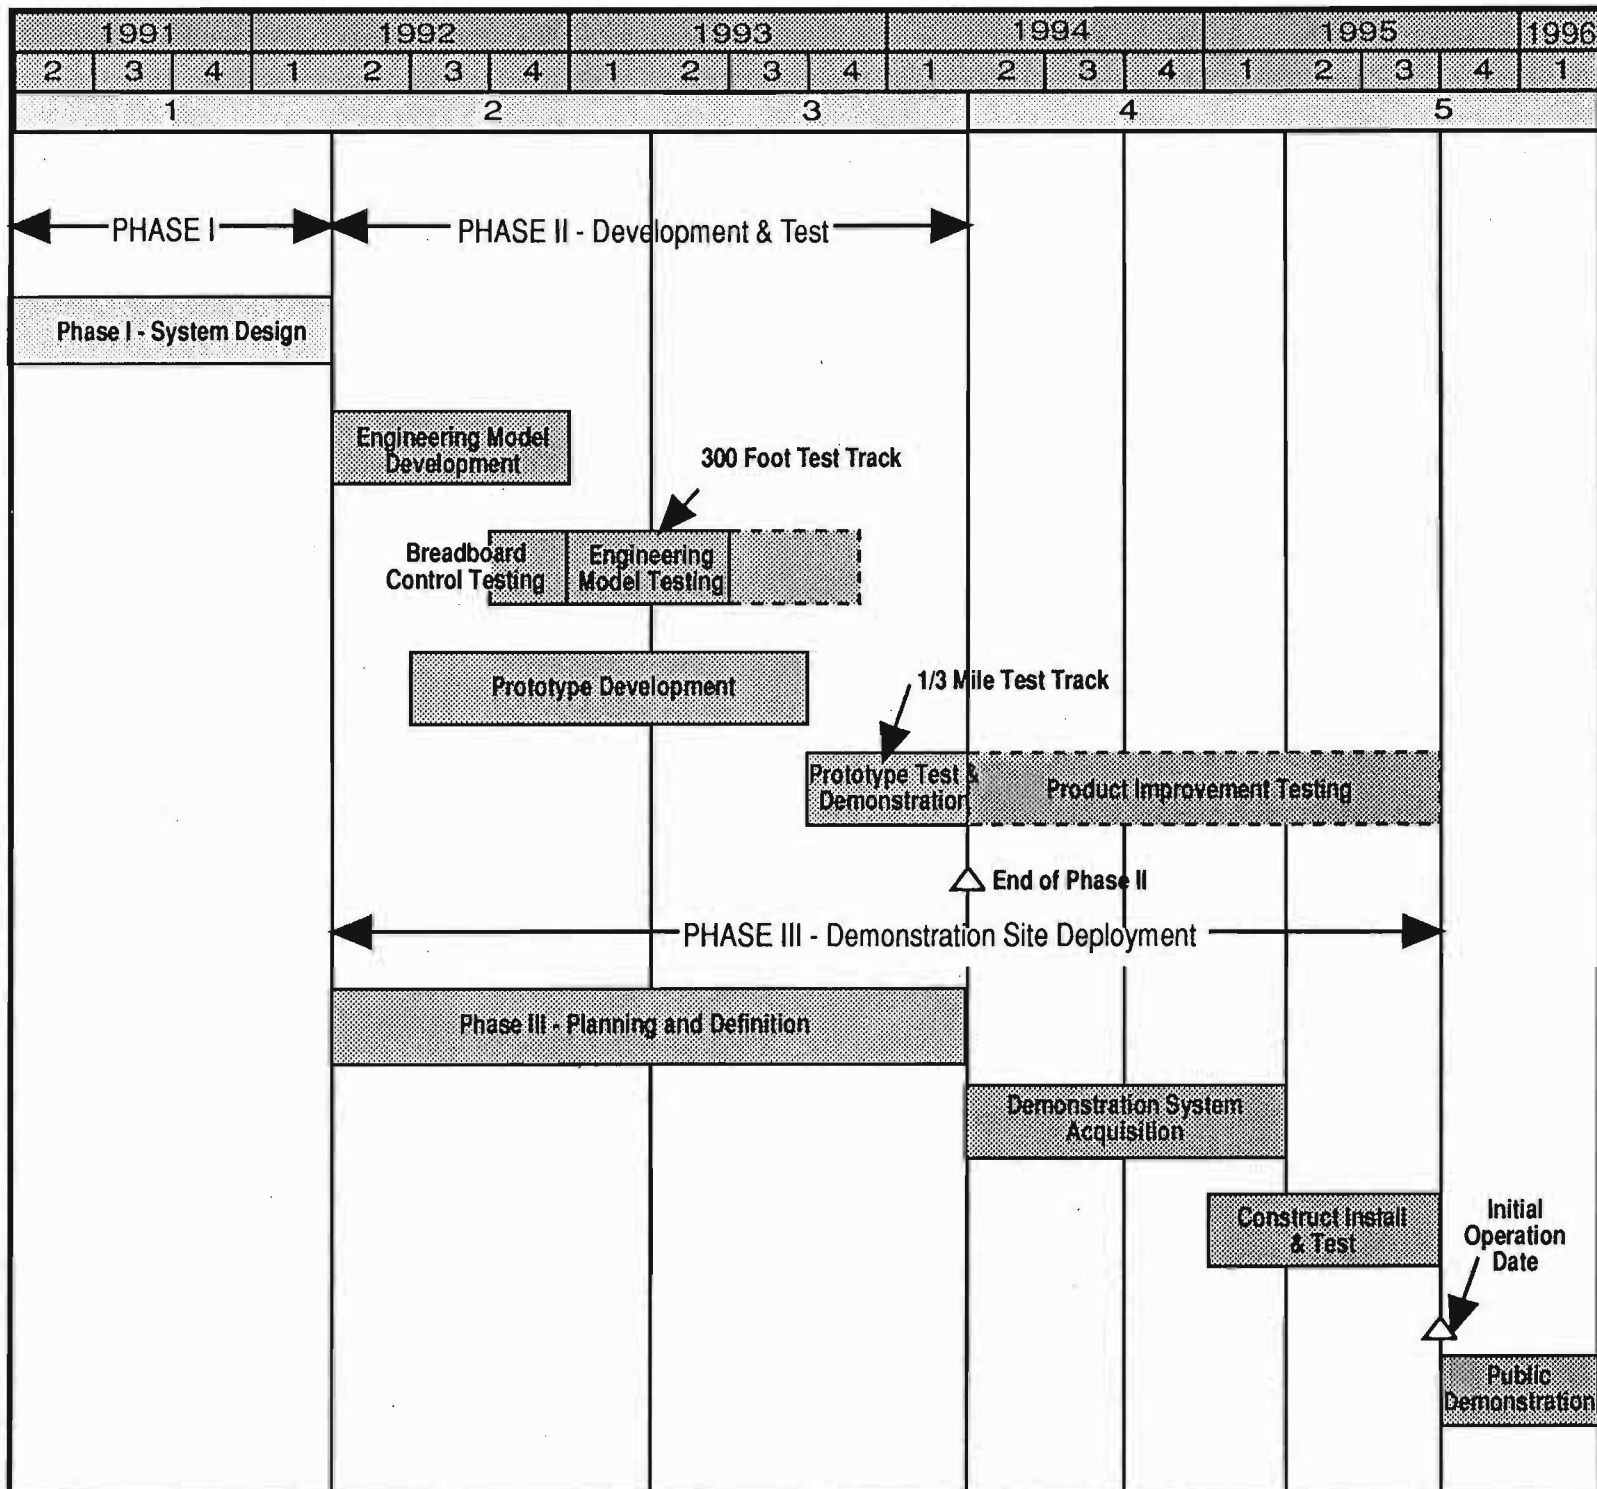 1991 1992 1993 1994 1995 1996
2 3 4 1 2 3 4 1 2 3 4 1 2 3 4 1 2 3 4 1
1 2 3 4 5
PHASE I
PHASE II - Development & Test
Phase I - System Design
Engineering Model
Development
300 Foot Test Track
Breadboard
Control Testing
Engineering
Model Testing
Prototype Development
1/3 Mile Test Track
Prototype Test &
Demonstration
Product Improvement Testing
End of Phase II
PHASE III - Demonstration Site Deployment
Phase III - Planning and Definition
Demonstration System
Acquisition
Construct Install
& Test
Initial
Operation
Date
Public
Demonstration